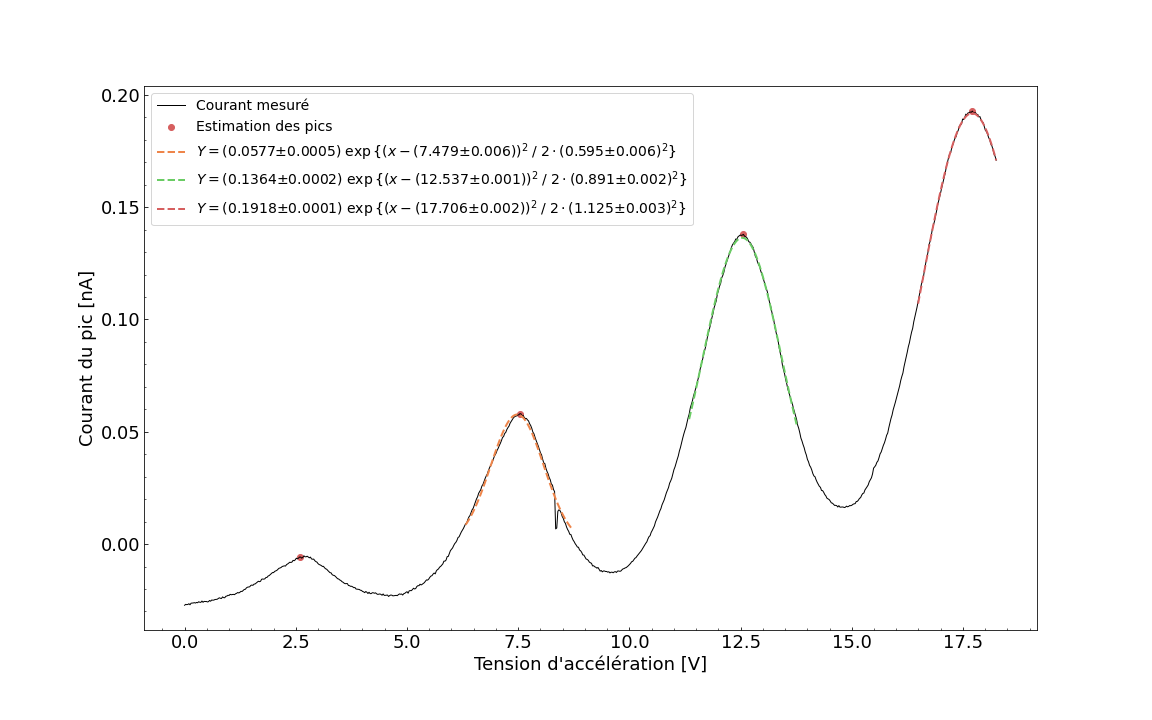 Courant mesuré
Estimation des pics
Y = (0.0577±0.0005) exp {(x − (7.479±0.006))² / 2 · (0.595±0.006)²}
Y = (0.1364±0.0002) exp {(x − (12.537±0.001))² / 2 · (0.891±0.002)²}
Y = (0.1918±0.0001) exp {(x − (17.706±0.002))² / 2 · (1.125±0.003)²}
Courant du pic [nA]
0.20
0.15
0.10
0.05
0.00
0.0 2.5 5.0 7.5 10.0 12.5 15.0 17.5
Tension d'accélération [V]